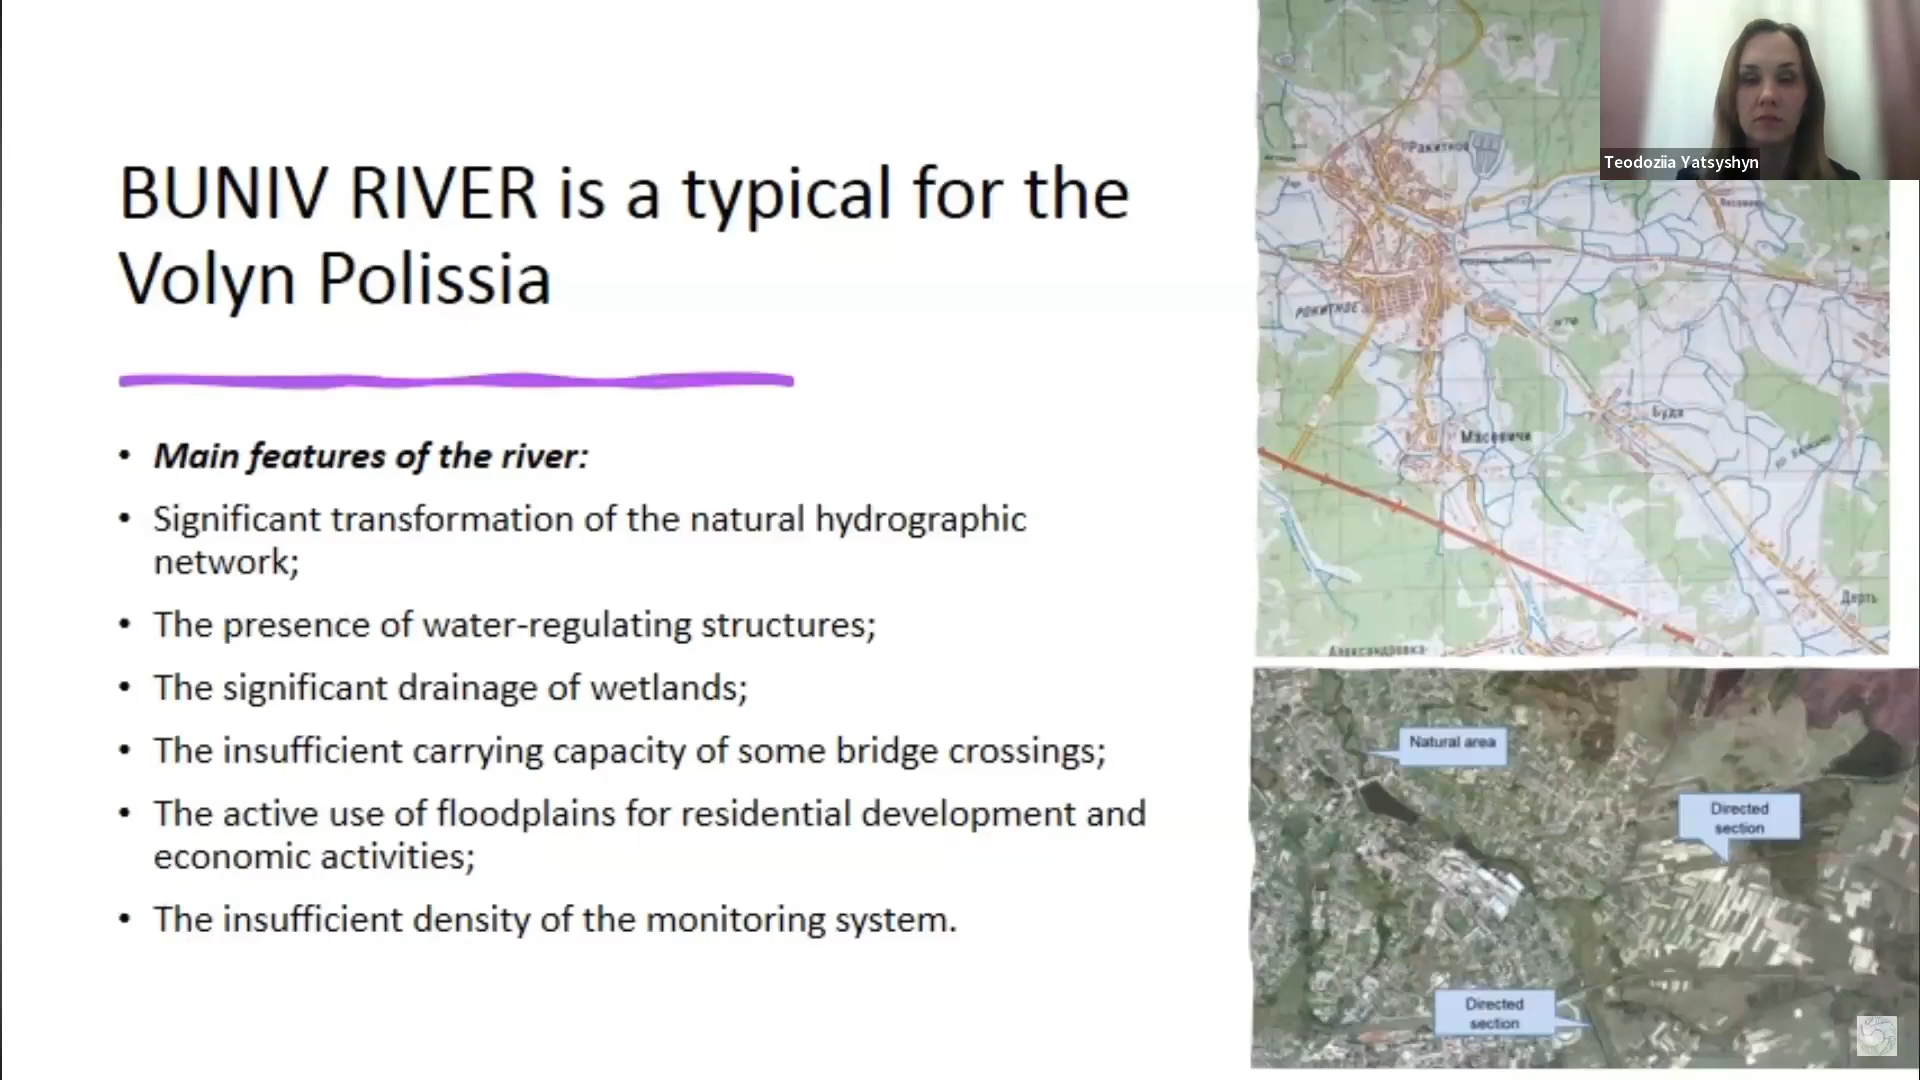 BUNIV RIVER is a typical for the
Volyn Polissia
• Main features of the river:
• Significant transformation of the natural hydrographic
network;
• The presence of water-regulating structures;
• The significant drainage of wetlands;
• The insufficient carrying capacity of some bridge crossings;
• The active use of floodplains for residential development and
economic activities;
• The insufficient density of the monitoring system.
Teodoziia Yatsyshyn
Ракитное
РОКИТНОЕ
Буда
Масевичи
Дерть
Александровка
Natural area
Directed
section
Directed
section